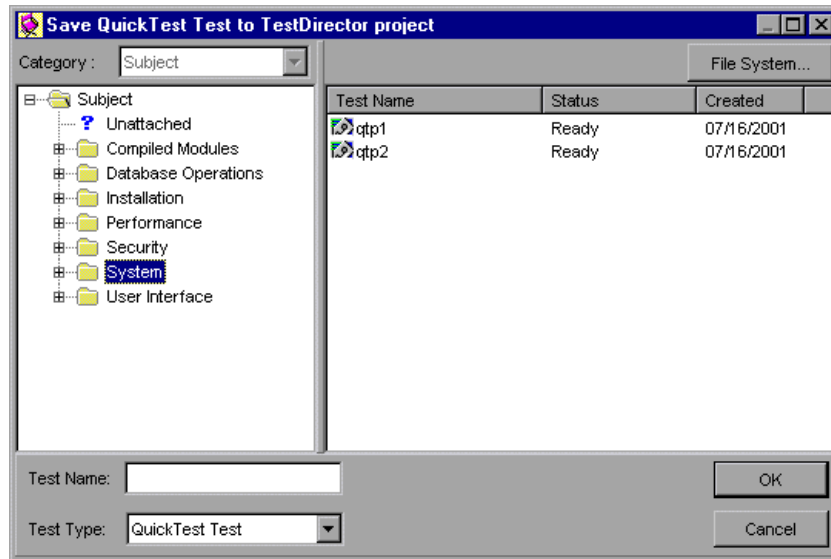 Save QuickTest Test to TestDirector project
Category : Subject
File System...
Subject
Unattached
Compiled Modules
Database Operations
Installation
Performance
Security
System
User Interface
Test Name Status Created
qtp1 Ready 07/16/2001
qtp2 Ready 07/16/2001
Test Name:
OK
Test Type: QuickTest Test
Cancel